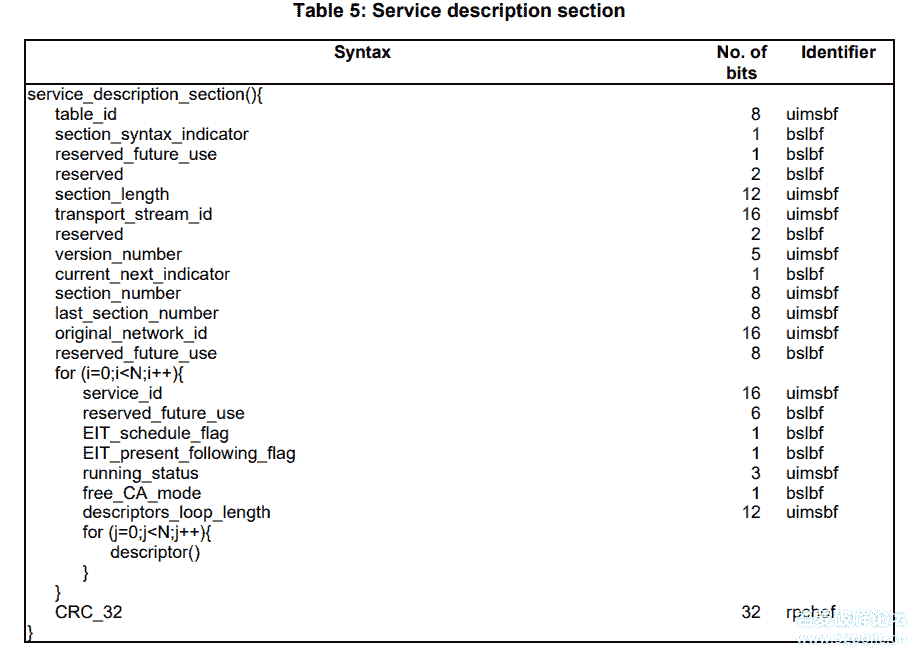 Table 5: Service description section
Syntax No. of bits Identifier
service_description_section(){
table_id 8 uimsbf
section_syntax_indicator 1 bslbf
reserved_future_use 1 bslbf
reserved 2 bslbf
section_length 12 uimsbf
transport_stream_id 16 uimsbf
reserved 2 bslbf
version_number 5 uimsbf
current_next_indicator 1 bslbf
section_number 8 uimsbf
last_section_number 8 uimsbf
original_network_id 16 uimsbf
reserved_future_use 8 bslbf
for (i=0;i<N;i++){
service_id 16 uimsbf
reserved_future_use 6 bslbf
EIT_schedule_flag 1 bslbf
EIT_present_following_flag 1 bslbf
running_status 3 uimsbf
free_CA_mode 1 bslbf
descriptors_loop_length 12 uimsbf
for (j=0;j<N;j++){
descriptor()
}
}
CRC_32 32 rpchof
}
www.52pojie.cn